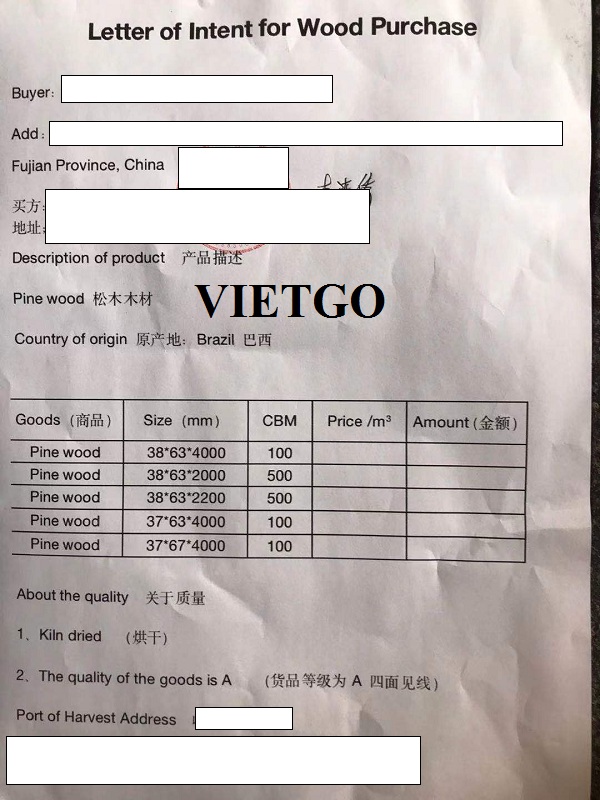 Letter of Intent for Wood Purchase
Buyer:
Add:
Fujian Province, China
买方:
地址:
Description of product 产品描述
Pine wood 松木木材
VIETGO
Country of origin 原产地: Brazil 巴西
Goods (商品) Size (mm) CBM Price /m³ Amount (金额)
Pine wood 38*63*4000 100
Pine wood 38*63*2000 500
Pine wood 38*63*2200 500
Pine wood 37*63*4000 100
Pine wood 37*67*4000 100
About the quality 关于质量
1、Kiln dried (烘干)
2、The quality of the goods is A (货品等级为 A 四面见线)
Port of Harvest Address